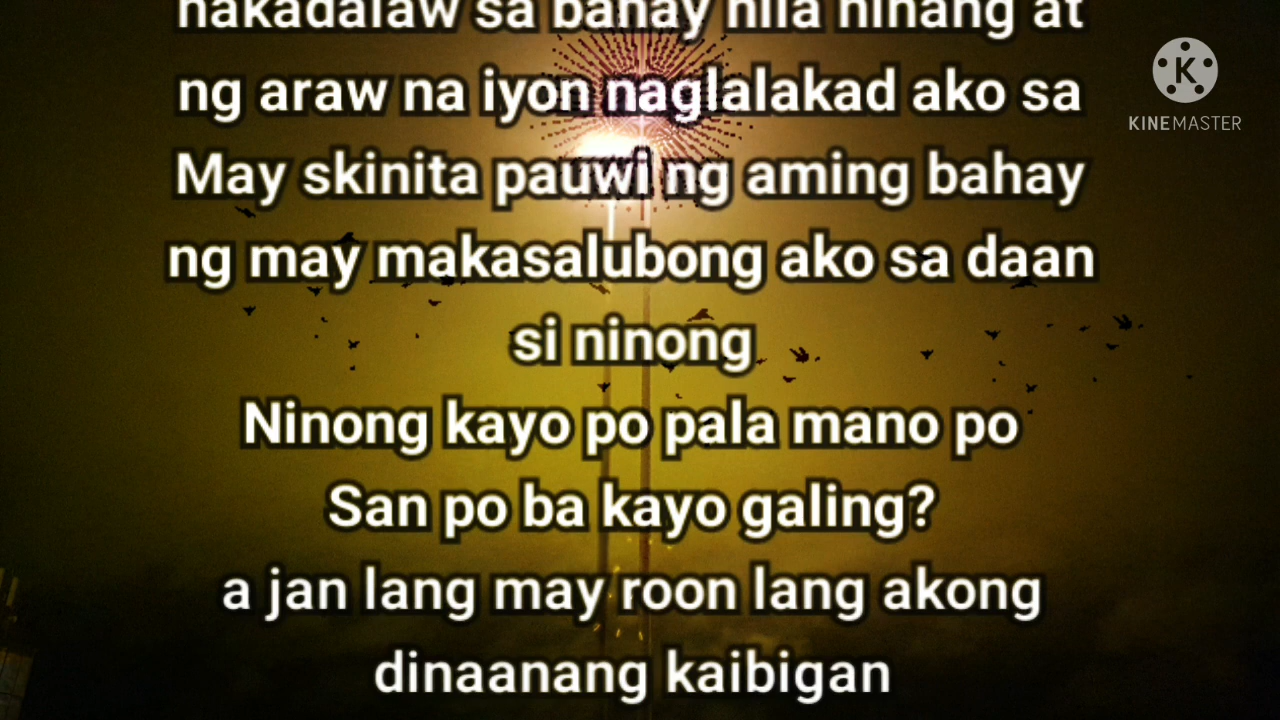 nakadalaw sa bahay nila ninang at
ng araw na iyon naglalakad ako sa
May skinita pauwi ng aming bahay
ng may makasalubong ako sa daan
si ninong
Ninong kayo po pala mano po
San po ba kayo galing?
a jan lang may roon lang akong
dinaanang kaibigan
K
KINEMASTER